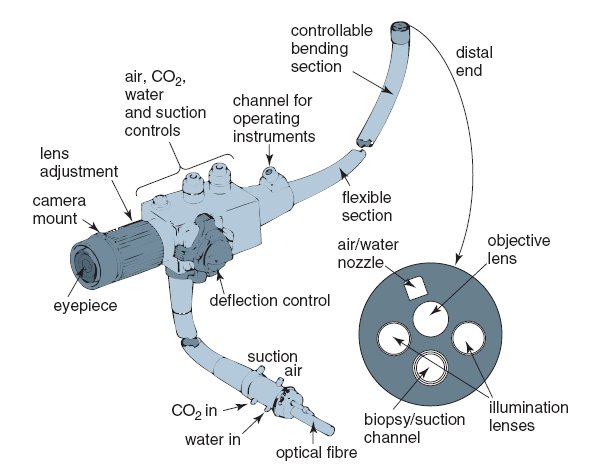 controllable
bending
section
distal
end
air, CO₂,
water
and suction
controls
channel for
operating
instruments
lens
adjustment
camera
mount
flexible
section
air/water
nozzle
objective
lens
eyepiece
deflection control
suction
air
CO₂ in
water in
optical fibre
biopsy/suction
channel
illumination
lenses